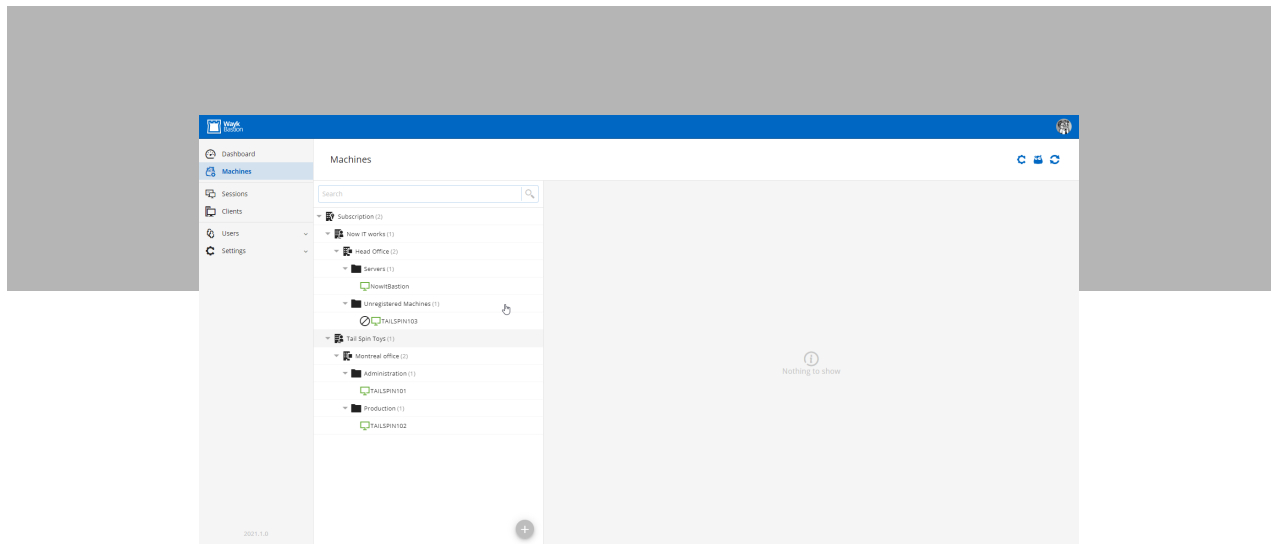 Wayk
Bastion
Dashboard
Machines
Sessions
Clients
Users
Settings
2021.1.0
Machines
Search
Subscription (2)
Now IT works (1)
Head Office (2)
Servers (1)
NowitBastion
Unregistered Machines (1)
TAILSPIN103
Tail Spin Toys (1)
Montreal office (2)
Administration (1)
TAILSPIN101
Production (1)
TAILSPIN102
Nothing to show